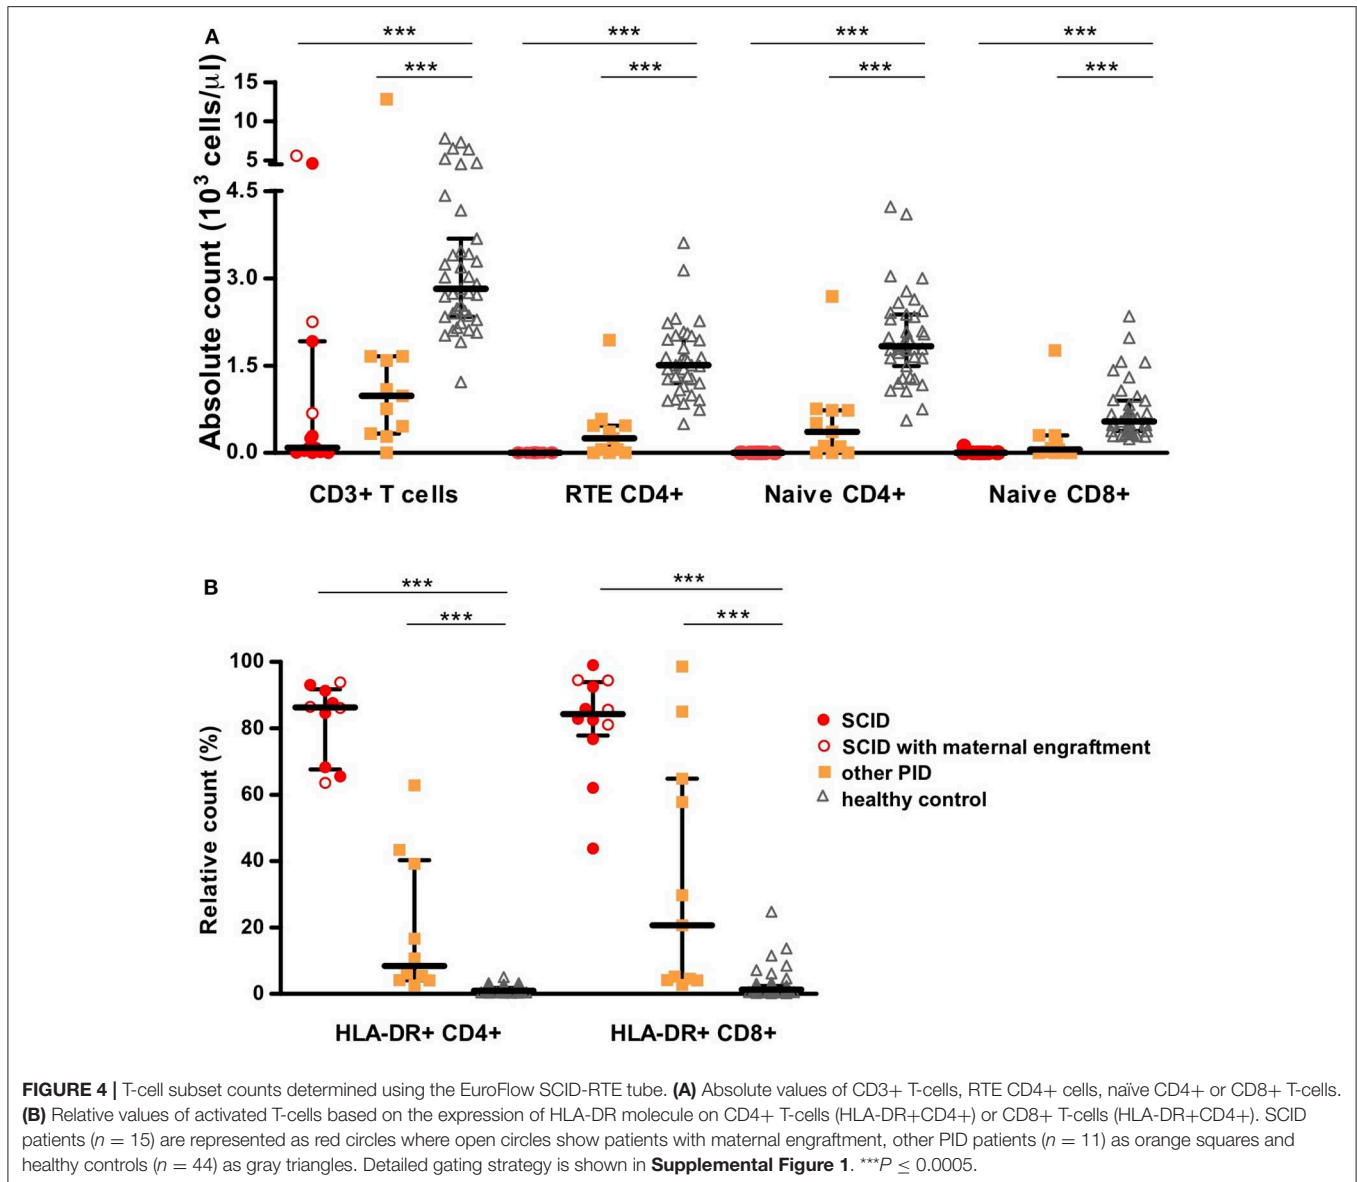 A
*** *** *** ***
*** *** *** ***
Absolute count (10³ cells/µl)
15
10
5
4.5
3.0
1.5
0.0
CD3+ T cells RTE CD4+ Naive CD4+ Naive CD8+
B
*** ***
*** ***
Relative count (%)
100
80
60
40
20
0
HLA-DR+ CD4+ HLA-DR+ CD8+
SCID
SCID with maternal engraftment
other PID
healthy control
FIGURE 4 | T-cell subset counts determined using the EuroFlow SCID-RTE tube. (A) Absolute values of CD3+ T-cells, RTE CD4+ cells, naïve CD4+ or CD8+ T-cells.
(B) Relative values of activated T-cells based on the expression of HLA-DR molecule on CD4+ T-cells (HLA-DR+CD4+) or CD8+ T-cells (HLA-DR+CD4+). SCID
patients (n = 15) are represented as red circles where open circles show patients with maternal engraftment, other PID patients (n = 11) as orange squares and
healthy controls (n = 44) as gray triangles. Detailed gating strategy is shown in Supplemental Figure 1. ***P ≤ 0.0005.